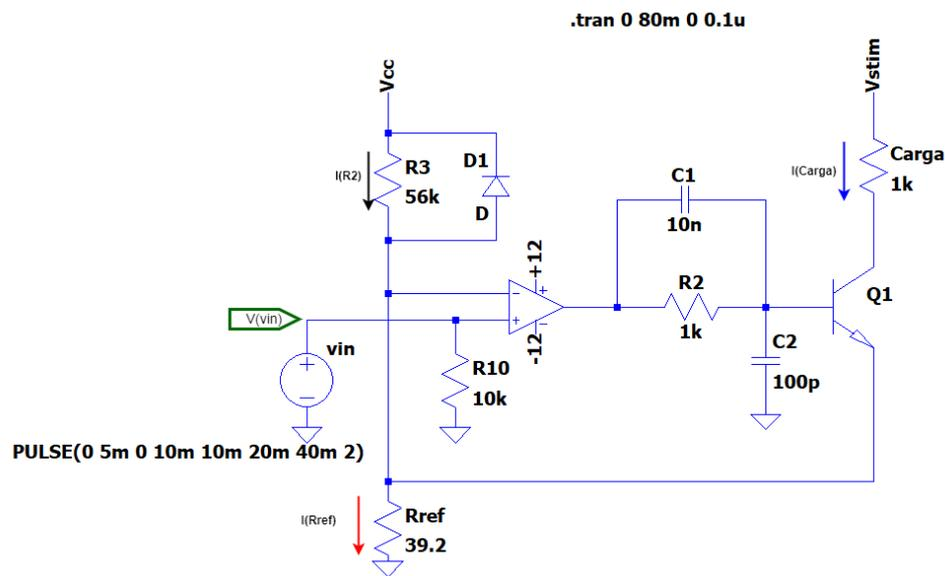 .tran 0 80m 0 0.1u
Vcc
Vstim
I(R2)
R3
56k
D1
D
I(Carga)
Carga
1k
C1
10n
+12
-
+
+
-
-12
R2
1k
Q1
V(vin)
vin
+
-
R10
10k
C2
100p
PULSE(0 5m 0 10m 10m 20m 40m 2)
I(Rref)
Rref
39.2